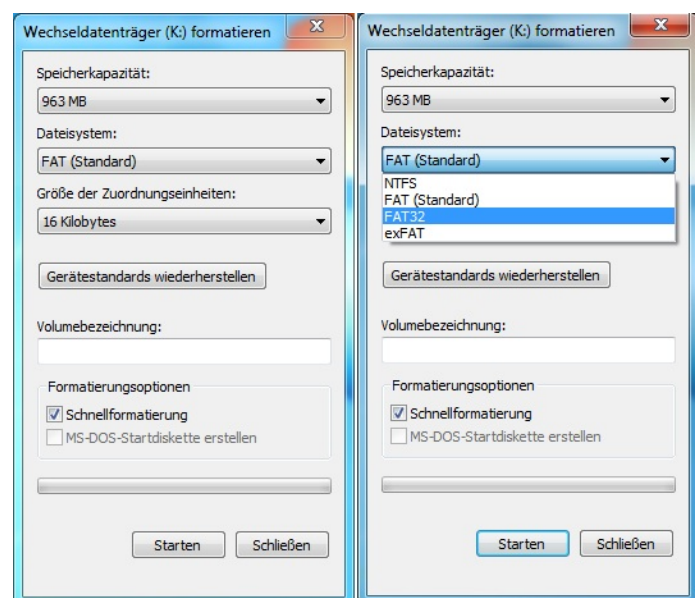 Wechseldatenträger (K:) formatieren
Speicherkapazität:
963 MB
Dateisystem:
FAT (Standard)
Größe der Zuordnungseinheiten:
16 Kilobytes
Gerätestandards wiederherstellen
Volumebezeichnung:
Formatierungsoptionen
Schnellformatierung
MS-DOS-Startdiskette erstellen
Starten Schließen
Wechseldatenträger (K:) formatieren
Speicherkapazität:
963 MB
Dateisystem:
FAT (Standard)
NTFS
FAT (Standard)
FAT32
exFAT
Gerätestandards wiederherstellen
Volumebezeichnung:
Formatierungsoptionen
Schnellformatierung
MS-DOS-Startdiskette erstellen
Starten Schließen